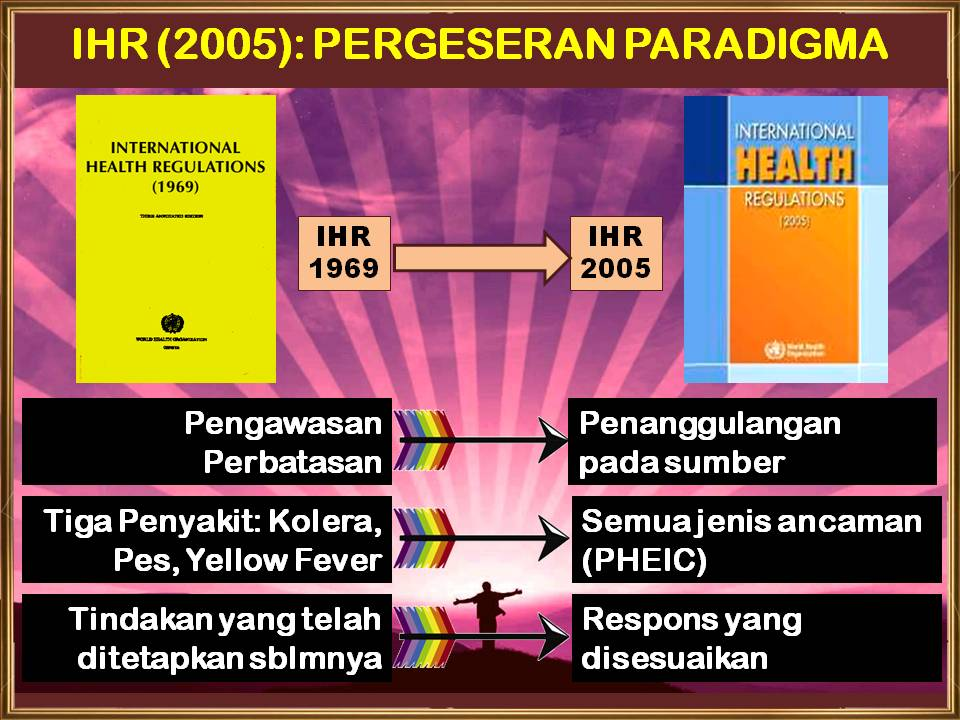 IHR (2005): PERGESERAN PARADIGMA
INTERNATIONAL
HEALTH REGULATIONS
(1969)
THIRD ANNOTATED EDITION
WORLD HEALTH ORGANIZATION
GENEVA
IHR
1969
IHR
2005
INTERNATIONAL
HEALTH
REGULATIONS
(2005)
World Health
Organization
Pengawasan
Perbatasan
Penanggulangan
pada sumber
Tiga Penyakit: Kolera,
Pes, Yellow Fever
Semua jenis ancaman
(PHEIC)
Tindakan yang telah
ditetapkan sblmnya
Respons yang
disesuaikan